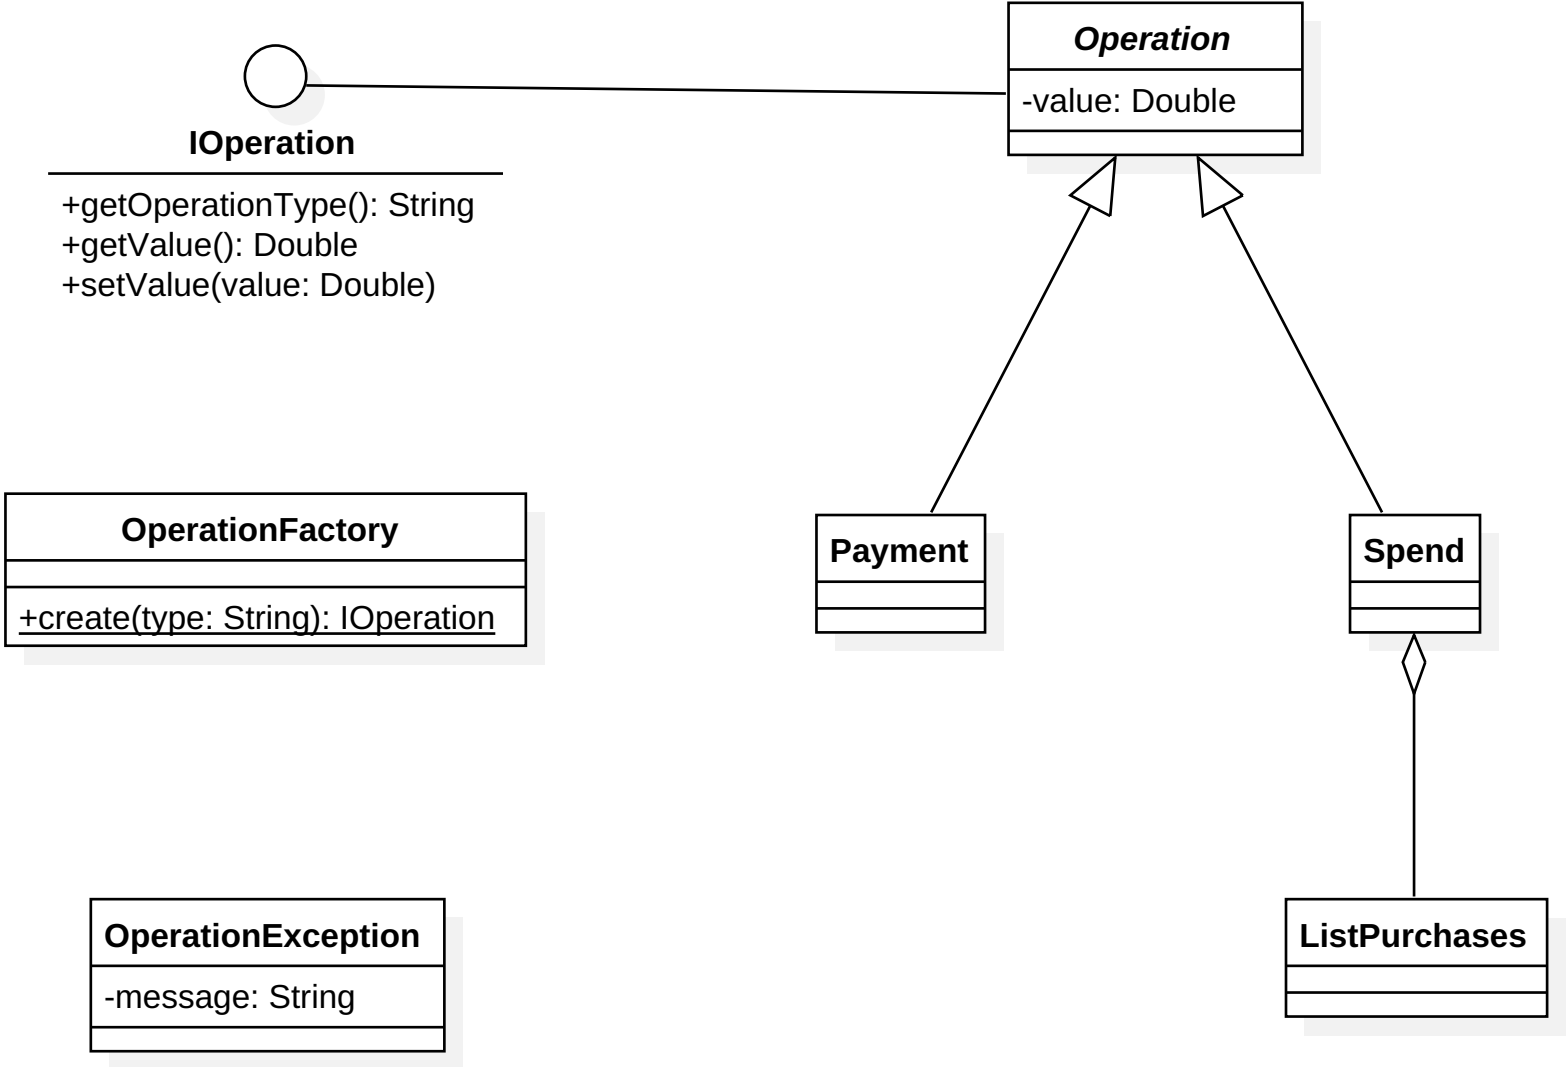 Operation
-value: Double
IOperation
+getOperationType(): String
+getValue(): Double
+setValue(value: Double)
OperationFactory
+create(type: String): IOperation
Payment
Spend
OperationException
-message: String
ListPurchases